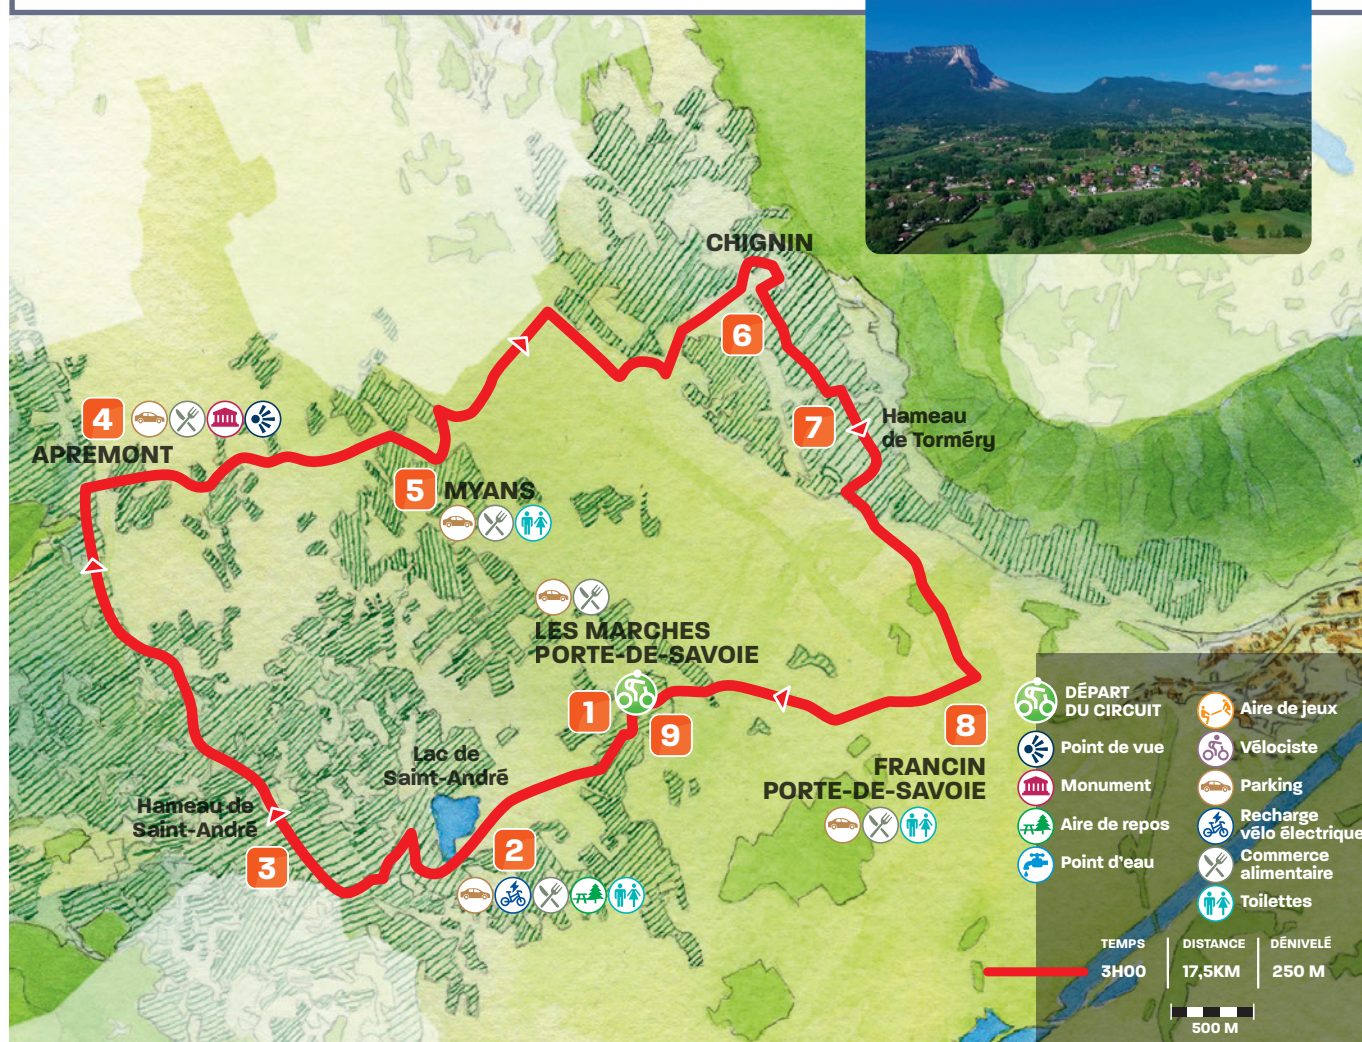 CHIGNIN
6
4
7
Hameau
de Torméry
APREMONT
5
MYANS
LES MARCHES
PORTE-DE-SAVOIE
1
9
8
Lac de
Saint-André
FRANCIN
PORTE-DE-SAVOIE
Hameau de
Saint-André
2
3
DÉPART
DU CIRCUIT
Point de vue
Monument
Aire de repos
Point d'eau
Aire de jeux
Vélociste
Parking
Recharge
vélo électrique
Commerce
alimentaire
Toilettes
TEMPS
DISTANCE
DÉNIVELÉ
3H00
17,5KM
250 M
500 M